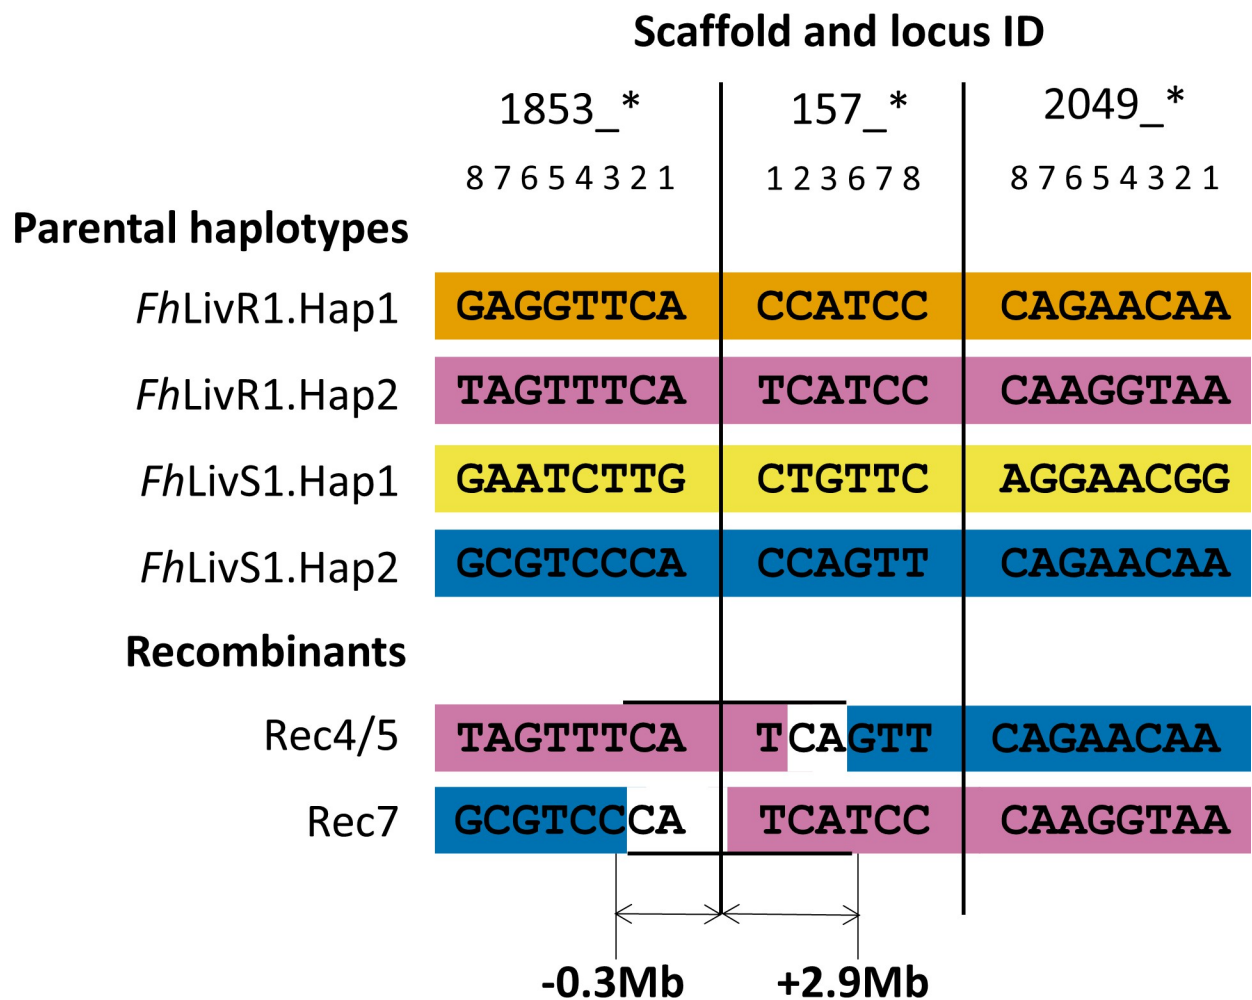 Scaffold and locus ID
1853_* 157_* 2049_*
8 7 6 5 4 3 2 1 1 2 3 6 7 8 8 7 6 5 4 3 2 1
Parental haplotypes
FhLivR1.Hap1 GAGGTTCA CCATCC CAGAACAA
FhLivR1.Hap2 TAGTTTCA TCATCC CAAGGTAA
FhLivS1.Hap1 GAATCTTG CTGTTC AGGAACGG
FhLivS1.Hap2 GCGTCCCA CCAGTT CAGAACAA
Recombinants
Rec4/5 TAGTTTCA TCAGTT CAGAACAA
Rec7 GCGTCCCA TCATCC CAAGGTAA
-0.3Mb +2.9Mb